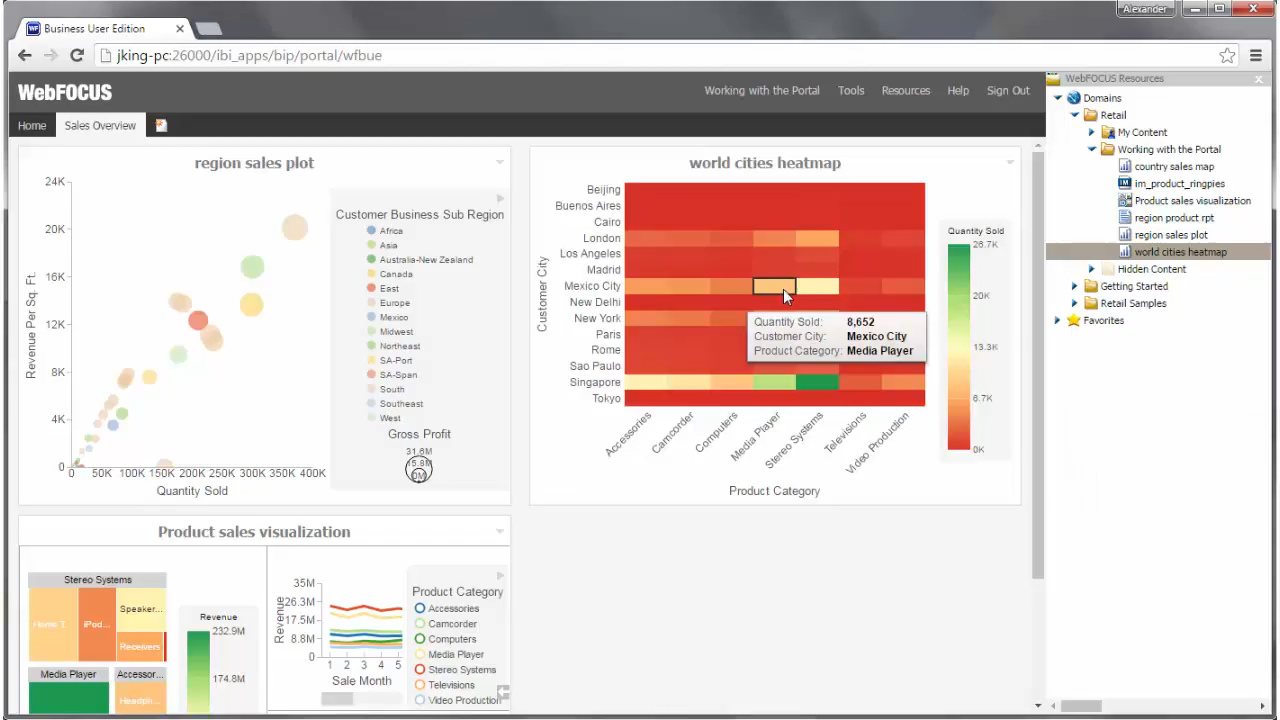 Alexander
Business User Edition
jking-pc:26000/ibi_apps/bip/portal/wfbue
WebFOCUS
Working with the Portal
Tools
Resources
Help
Sign Out
Home
Sales Overview
region sales plot
24K
20K
16K
12K
8K
4K
0
Revenue Per Sq. Ft.
0 50K 100K 150K 200K 250K 300K 350K 400K
Quantity Sold
Customer Business Sub Region
Africa
Asia
Australia-New Zealand
Canada
East
Europe
Mexico
Midwest
Northeast
SA-Port
SA-Span
South
Southeast
West
Gross Profit
31.6M
15.8M
0M
world cities heatmap
Customer City
Beijing
Buenos Aires
Cairo
London
Los Angeles
Madrid
Mexico City
New Delhi
New York
Paris
Rome
Sao Paulo
Singapore
Tokyo
Quantity Sold: 8,652
Customer City: Mexico City
Product Category: Media Player
Accessories
Camcorder
Computers
Media Player
Stereo Systems
Televisions
Video Production
Product Category
Quantity Sold
26.7K
20K
13.3K
6.7K
0K
Product sales visualization
Stereo Systems
Home T
iPod...
Speaker...
Receivers
Media Player
Accessor...
Headph
Revenue
232.9M
174.8M
Revenue
35M
26.3M
17.5M
8.8M
0
1 2 3 4 5
Sale Month
Product Category
Accessories
Camcorder
Computers
Media Player
Stereo Systems
Televisions
Video Production
WebFOCUS Resources
Domains
Retail
My Content
Working with the Portal
country sales map
im_product_ringpies
Product sales visualization
region product rpt
region sales plot
world cities heatmap
Hidden Content
Getting Started
Retail Samples
Favorites